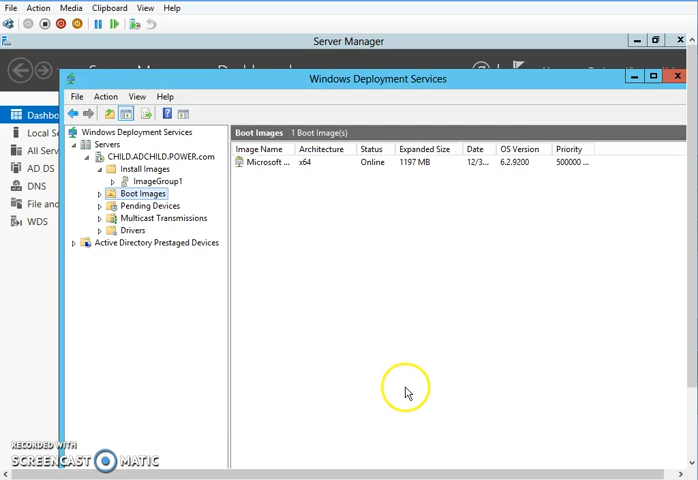 File Action Media Clipboard View Help
Server Manager
Windows Deployment Services
File Action View Help
Dashbo
Local Se
All Serv
AD DS
DNS
File and
WDS
Windows Deployment Services
Servers
CHILD.ADCHILD.POWER.com
Install Images
ImageGroup1
Boot Images
Pending Devices
Multicast Transmissions
Drivers
Active Directory Prestaged Devices
Boot Images 1 Boot Image(s)
Image Name Architecture Status Expanded Size Date OS Version Priority
Microsoft ... x64 Online 1197 MB 12/3... 6.2.9200 500000 ...
RECORDED WITH
SCREENCAST MATIC